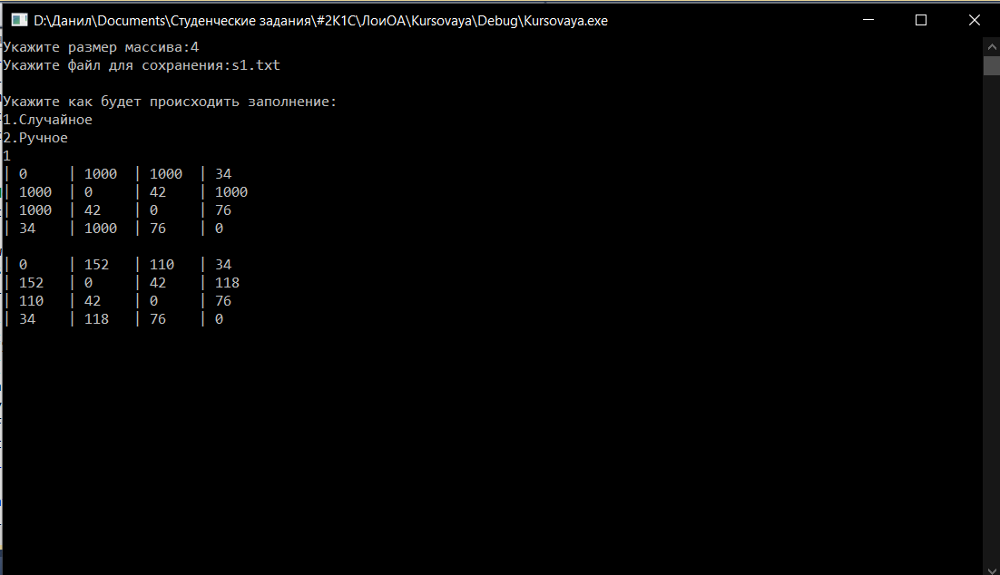 D:\Данил\Documents\Студенческие задания\#2К1С\ЛоиОА\Kursovaya\Debug\Kursovaya.exe
Укажите размер массива:4
Укажите файл для сохранения:s1.txt
Укажите как будет происходить заполнение:
1.Случайное
2.Ручное
1
| 0 | 1000 | 1000 | 34
| 1000 | 0 | 42 | 1000
| 1000 | 42 | 0 | 76
| 34 | 1000 | 76 | 0
| 0 | 152 | 110 | 34
| 152 | 0 | 42 | 118
| 110 | 42 | 0 | 76
| 34 | 118 | 76 | 0